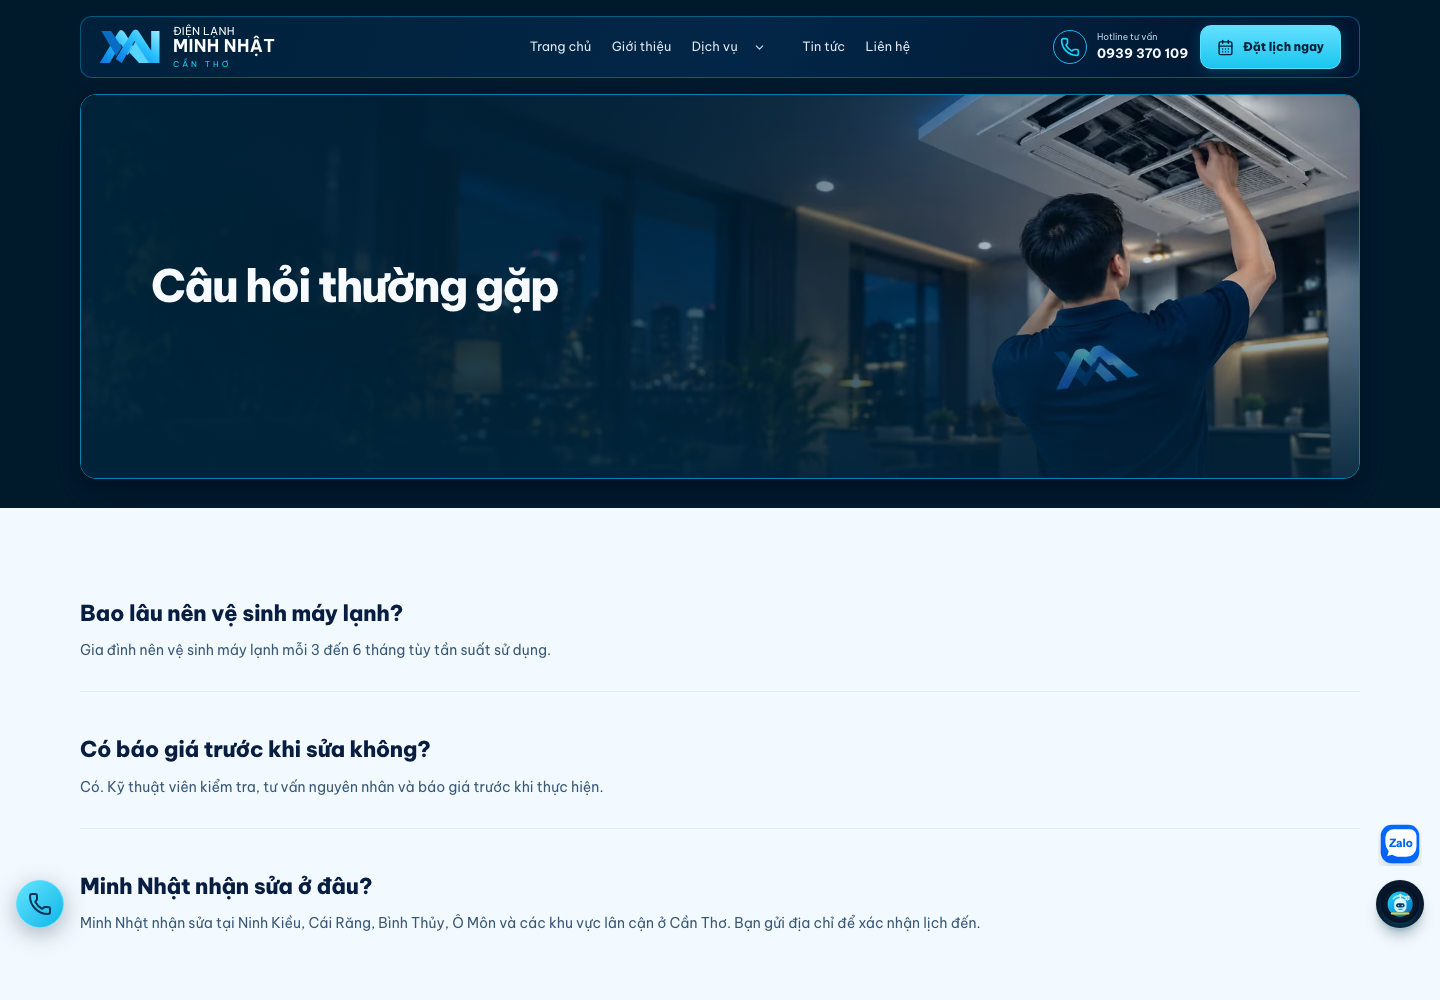 ĐIỆN LẠNH
MINH NHẬT
CẦN THƠ
Trang chủ
Giới thiệu
Dịch vụ
Tin tức
Liên hệ
Hotline tư vấn
0939 370 109
Đặt lịch ngay
Câu hỏi thường gặp
Bao lâu nên vệ sinh máy lạnh?
Gia đình nên vệ sinh máy lạnh mỗi 3 đến 6 tháng tùy tần suất sử dụng.
Có báo giá trước khi sửa không?
Có. Kỹ thuật viên kiểm tra, tư vấn nguyên nhân và báo giá trước khi thực hiện.
Zalo
Minh Nhật nhận sửa ở đâu?
Minh Nhật nhận sửa tại Ninh Kiều, Cái Răng, Bình Thủy, Ô Môn và các khu vực lân cận ở Cần Thơ. Bạn gửi địa chỉ để xác nhận lịch đến.